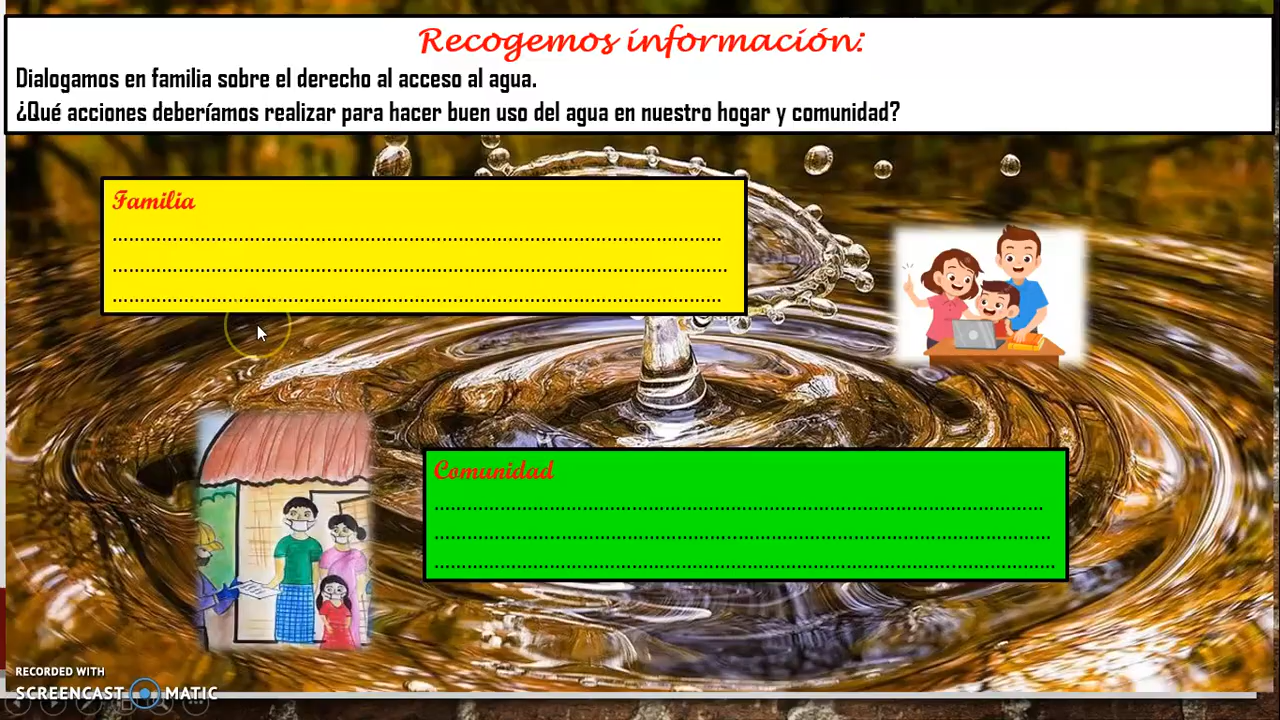 Recogemos información:
Dialogamos en familia sobre el derecho al acceso al agua.
¿Qué acciones deberíamos realizar para hacer buen uso del agua en nuestro hogar y comunidad?
Familia
..........................................................................................................
..........................................................................................................
..........................................................................................................
Comunidad
..........................................................................................................
..........................................................................................................
..........................................................................................................
RECORDED WITH
SCREENCAST MATIC